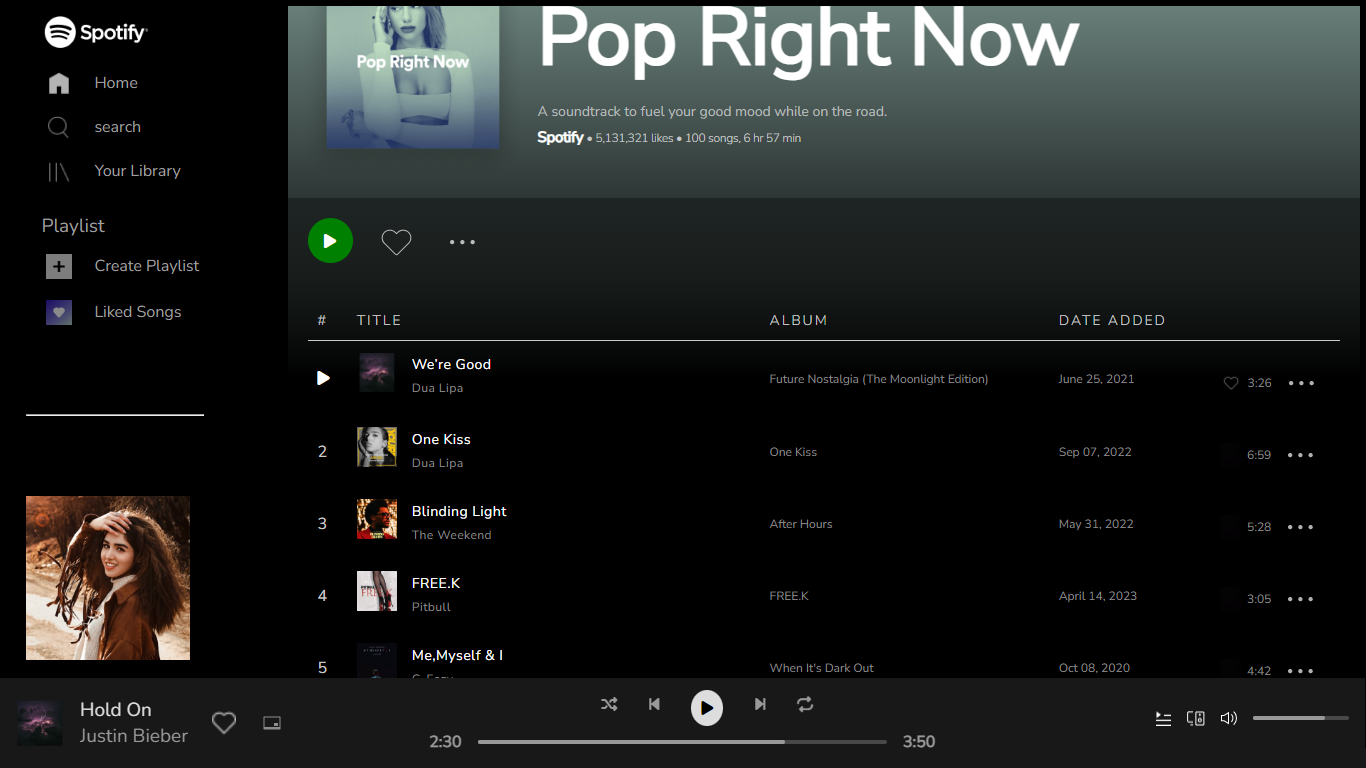 Spotify
Home
search
Your Library
Playlist
Create Playlist
Liked Songs
Pop Right Now
Pop Right Now
A soundtrack to fuel your good mood while on the road.
Spotify • 5,131,321 likes • 100 songs, 6 hr 57 min
# TITLE ALBUM DATE ADDED
We're Good
Dua Lipa
Future Nostalgia (The Moonlight Edition) June 25, 2021 3:26
2 One Kiss
Dua Lipa
One Kiss Sep 07, 2022 6:59
3 Blinding Light
The Weekend
After Hours May 31, 2022 5:28
4 FREE.K
Pitbull
FREE.K April 14, 2023 3:05
5 Me,Myself & I
When It's Dark Out Oct 08, 2020 4:42
Hold On
Justin Bieber
2:30 3:50